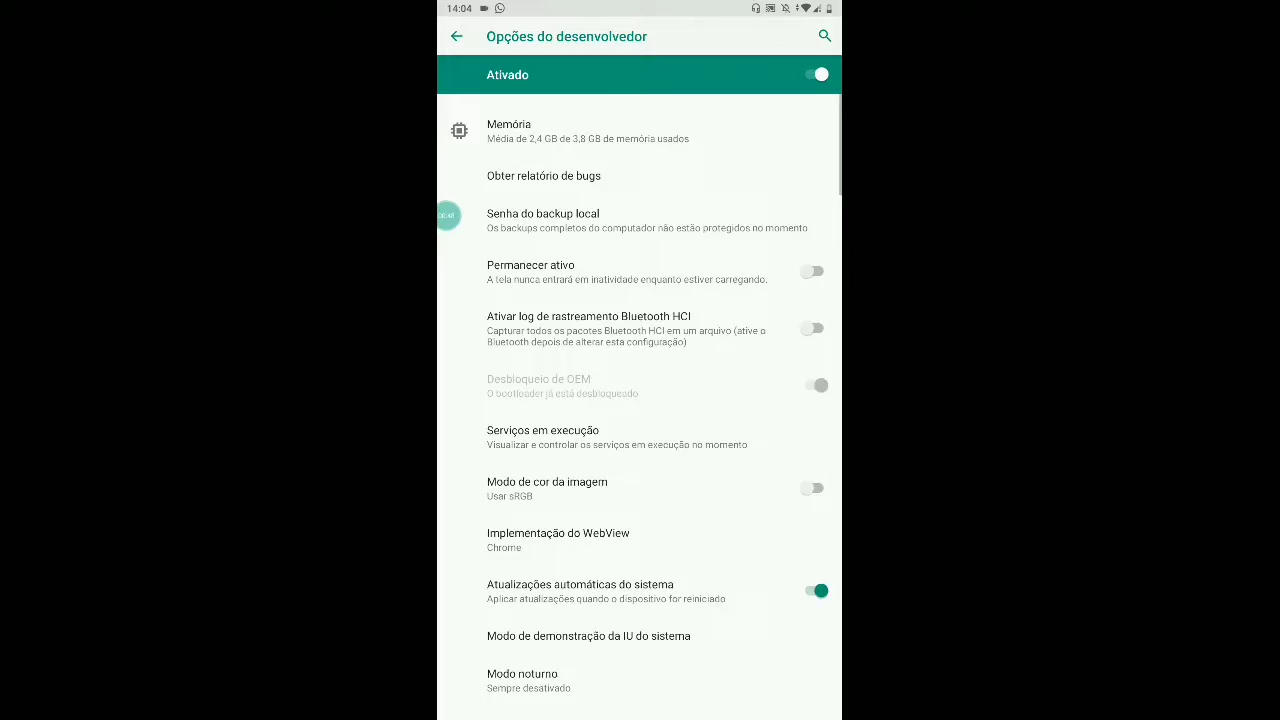 14:04
Opções do desenvolvedor
Ativado
Memória
Média de 2,4 GB de 3,8 GB de memória usados
Obter relatório de bugs
Senha do backup local
Os backups completos do computador não estão protegidos no momento
Permanecer ativo
A tela nunca entrará em inatividade enquanto estiver carregando.
Ativar log de rastreamento Bluetooth HCI
Capturar todos os pacotes Bluetooth HCI em um arquivo (ative o
Bluetooth depois de alterar esta configuração)
Desbloqueio de OEM
O bootloader já está desbloqueado
Serviços em execução
Visualizar e controlar os serviços em execução no momento
Modo de cor da imagem
Usar sRGB
Implementação do WebView
Chrome
Atualizações automáticas do sistema
Aplicar atualizações quando o dispositivo for reiniciado
Modo de demonstração da IU do sistema
Modo noturno
Sempre desativado